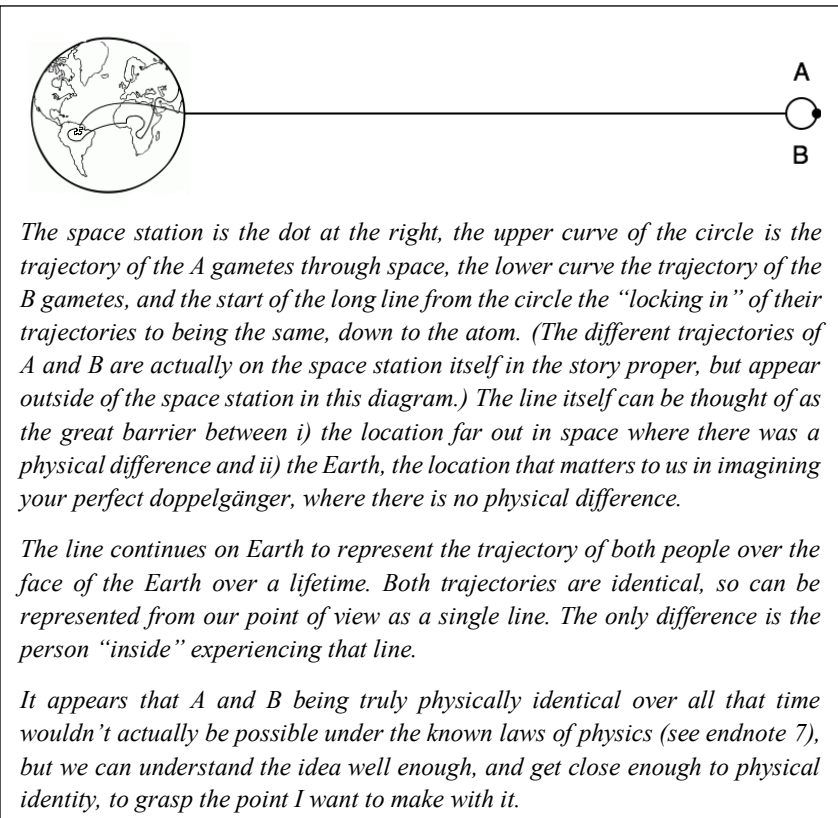 A
B
The space station is the dot at the right, the upper curve of the circle is the
trajectory of the A gametes through space, the lower curve the trajectory of the
B gametes, and the start of the long line from the circle the “locking in” of their
trajectories to being the same, down to the atom. (The different trajectories of
A and B are actually on the space station itself in the story proper, but appear
outside of the space station in this diagram.) The line itself can be thought of as
the great barrier between i) the location far out in space where there was a
physical difference and ii) the Earth, the location that matters to us in imagining
your perfect doppelgänger, where there is no physical difference.
The line continues on Earth to represent the trajectory of both people over the
face of the Earth over a lifetime. Both trajectories are identical, so can be
represented from our point of view as a single line. The only difference is the
person “inside” experiencing that line.
It appears that A and B being truly physically identical over all that time
wouldn’t actually be possible under the known laws of physics (see endnote 7),
but we can understand the idea well enough, and get close enough to physical
identity, to grasp the point I want to make with it.